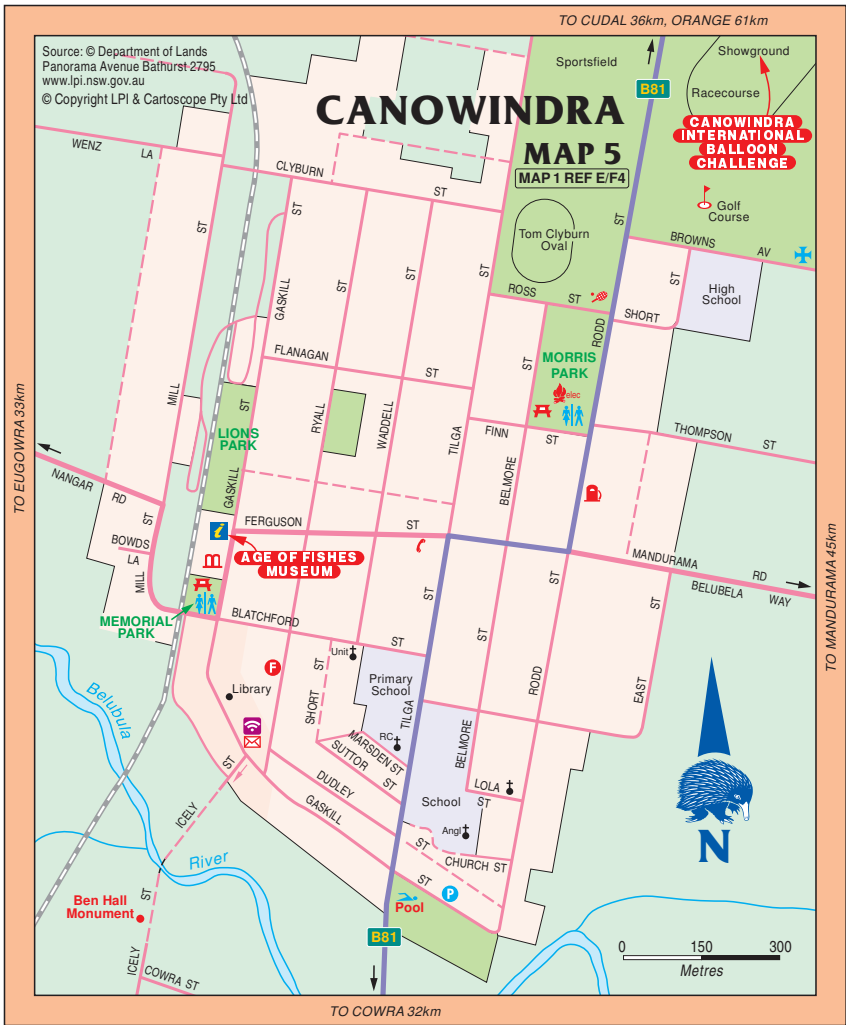 TO CUDAL 36km, ORANGE 61km
Source: © Department of Lands
Panorama Avenue Bathurst 2795
www.lpi.nsw.gov.au
© Copyright LPI & Cartoscope Pty Ltd
Sportsfield
Showground
B81
Racecourse
CANOWINDRA
MAP 5
MAP 1 REF E/F4
CANOWINDRA
INTERNATIONAL
BALLOON
CHALLENGE
WENZ LA
CLYBURN ST
Golf
Course
Tom Clyburn
Oval
ST
BROWNS AV
ST
ST
ST
ST
ST
GASKILL
ST
High
School
ROSS ST
SHORT
RODD
FLANAGAN ST
MORRIS
PARK
ST
elec
MILL
ST
RYALL
WADDELL
TILGA
LIONS
PARK
FINN ST
THOMPSON ST
TO EUGOWRA 33km
NANGAR RD
GASKILL
BELMORE
ST
FERGUSON ST
i
BOWDS
LA
m
AGE OF FISHES
MUSEUM
MANDURAMA RD
BELUBELA WAY
TO MANDURAMA 45km
MILL
ST
ST
MEMORIAL
PARK
BLATCHFORD ST
ST
Unit
F
Primary
School
Library
SHORT
ST
TILGA
RODD
EAST
Belubula
RC
MARSDEN ST
SUTTOR ST
BELMORE
ST
DUDLEY
LOLA
ST
School
GASKILL
ICELY
ST
Angl
ST
CHURCH ST
River
ST
P
Pool
Ben Hall
Monument
ST
B81
N
0 150 300
Metres
ICELY
COWRA ST
TO COWRA 32km